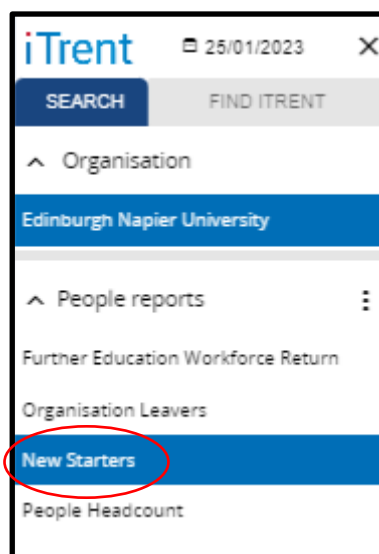 iTrent 25/01/2023
SEARCH FIND ITRENT
Organisation
Edinburgh Napier University
People reports
Further Education Workforce Return
Organisation Leavers
New Starters
People Headcount